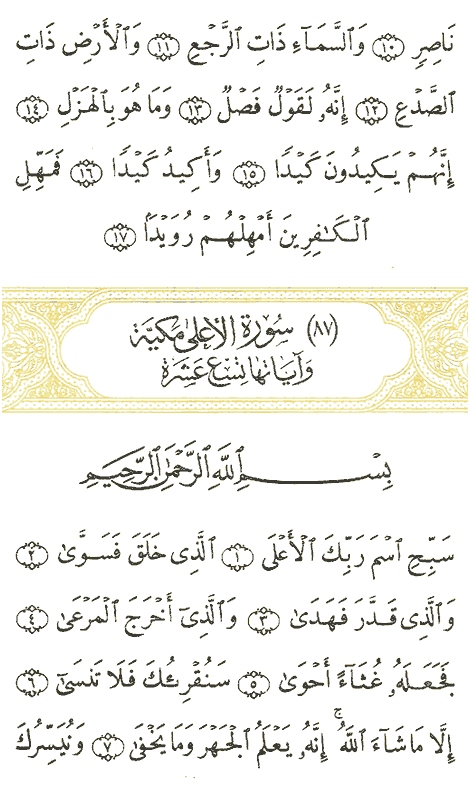 نَاصِرٍ ۝١٠ وَٱلسَّمَآءِ ذَاتِ ٱلرَّجْعِ ۝١١ وَٱلْأَرْضِ ذَاتِ
ٱلصَّدْعِ ۝١٢ إِنَّهُۥ لَقَوْلٌ فَصْلٌ ۝١٣ وَمَا هُوَ بِٱلْهَزْلِ ۝١٤
إِنَّهُمْ يَكِيدُونَ كَيْدًا ۝١٥ وَأَكِيدُ كَيْدًا ۝١٦ فَمَهِّلِ
ٱلْكَٰفِرِينَ أَمْهِلْهُمْ رُوَيْدًۢا ۝١٧
(٨٧) سُورَةُ الأَعْلَىٰ مَكِّيَّة
وَآيَاتُهَا تِسْعَ عَشَرَة
بِسْمِ ٱللَّهِ ٱلرَّحْمَٰنِ ٱلرَّحِيمِ
سَبِّحِ ٱسْمَ رَبِّكَ ٱلْأَعْلَى ۝١ ٱلَّذِى خَلَقَ فَسَوَّىٰ ۝٢
وَٱلَّذِى قَدَّرَ فَهَدَىٰ ۝٣ وَٱلَّذِىٓ أَخْرَجَ ٱلْمَرْعَىٰ ۝٤
فَجَعَلَهُۥ غُثَآءً أَحْوَىٰ ۝٥ سَنُقْرِئُكَ فَلَا تَنسَىٰٓ ۝٦
إِلَّا مَا شَآءَ ٱللَّهُ ۚ إِنَّهُۥ يَعْلَمُ ٱلْجَهْرَ وَمَا يَخْفَىٰ ۝٧ وَنُيَسِّرُكَ